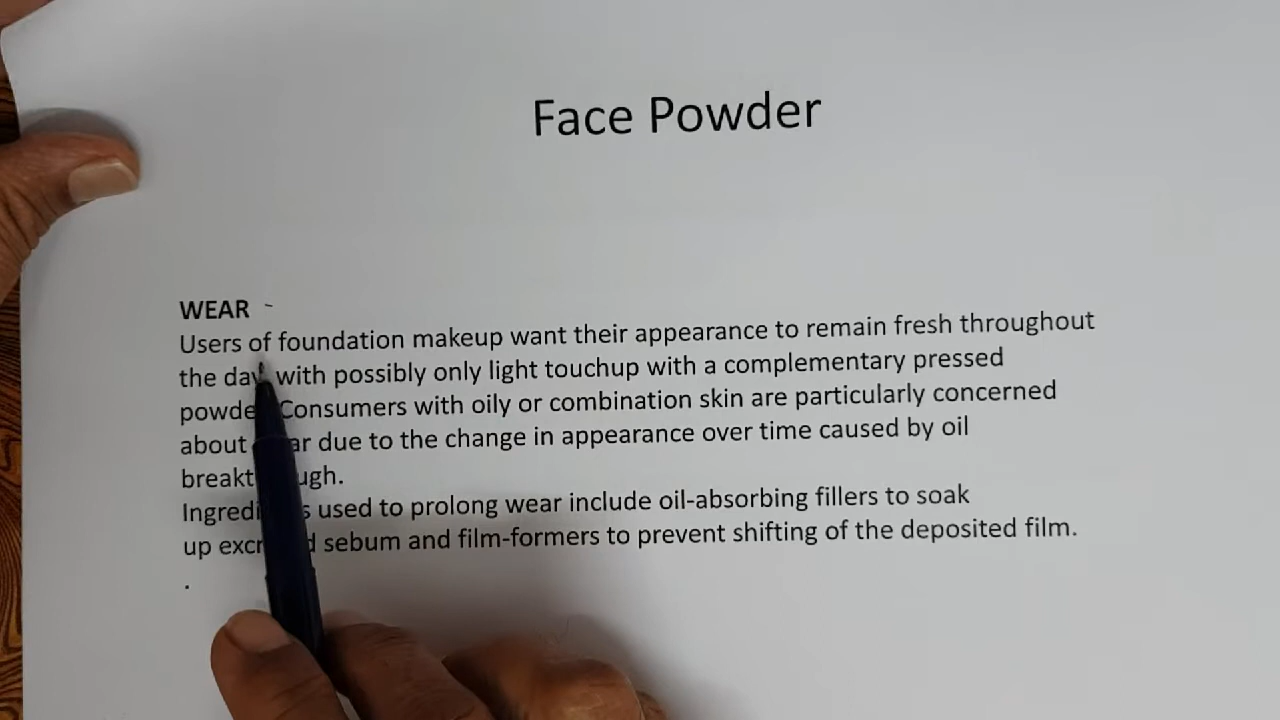 Face Powder
WEAR -
Users of foundation makeup want their appearance to remain fresh throughout
the day with possibly only light touchup with a complementary pressed
Consumers with oily or combination skin are particularly concerned
about due to the change in appearance over time caused by oil
used to prolong wear include oil-absorbing fillers to soak
up sebum and film-formers to prevent shifting of the deposited film.
.